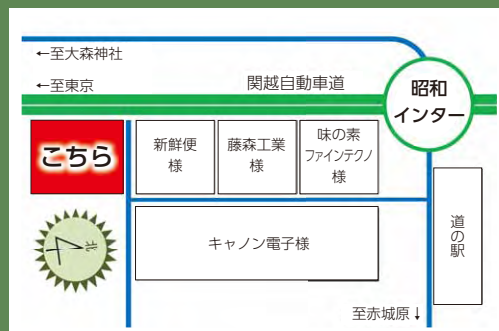 ←至大森神社
←至東京
関越自動車道
昭和
インター
こちら
新鮮便
様
藤森工業
様
味の素
ファインテクノ
様
北
キャノン電子様
道の駅
至赤城原↓